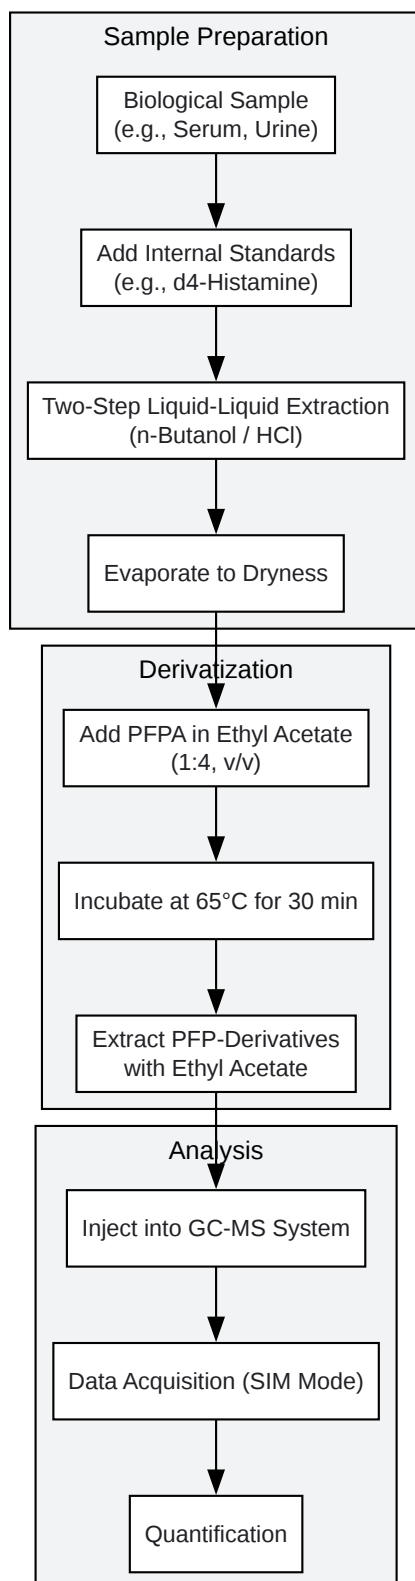 Sample Preparation
Biological Sample
(e.g., Serum, Urine)
Add Internal Standards
(e.g., d4-Histamine)
Two-Step Liquid-Liquid Extraction
(n-Butanol / HCl)
Evaporate to Dryness
Derivatization
Add PFPA in Ethyl Acetate
(1:4, v/v)
Incubate at 65°C for 30 min
Extract PFP-Derivatives
with Ethyl Acetate
Analysis
Inject into GC-MS System
Data Acquisition (SIM Mode)
Quantification